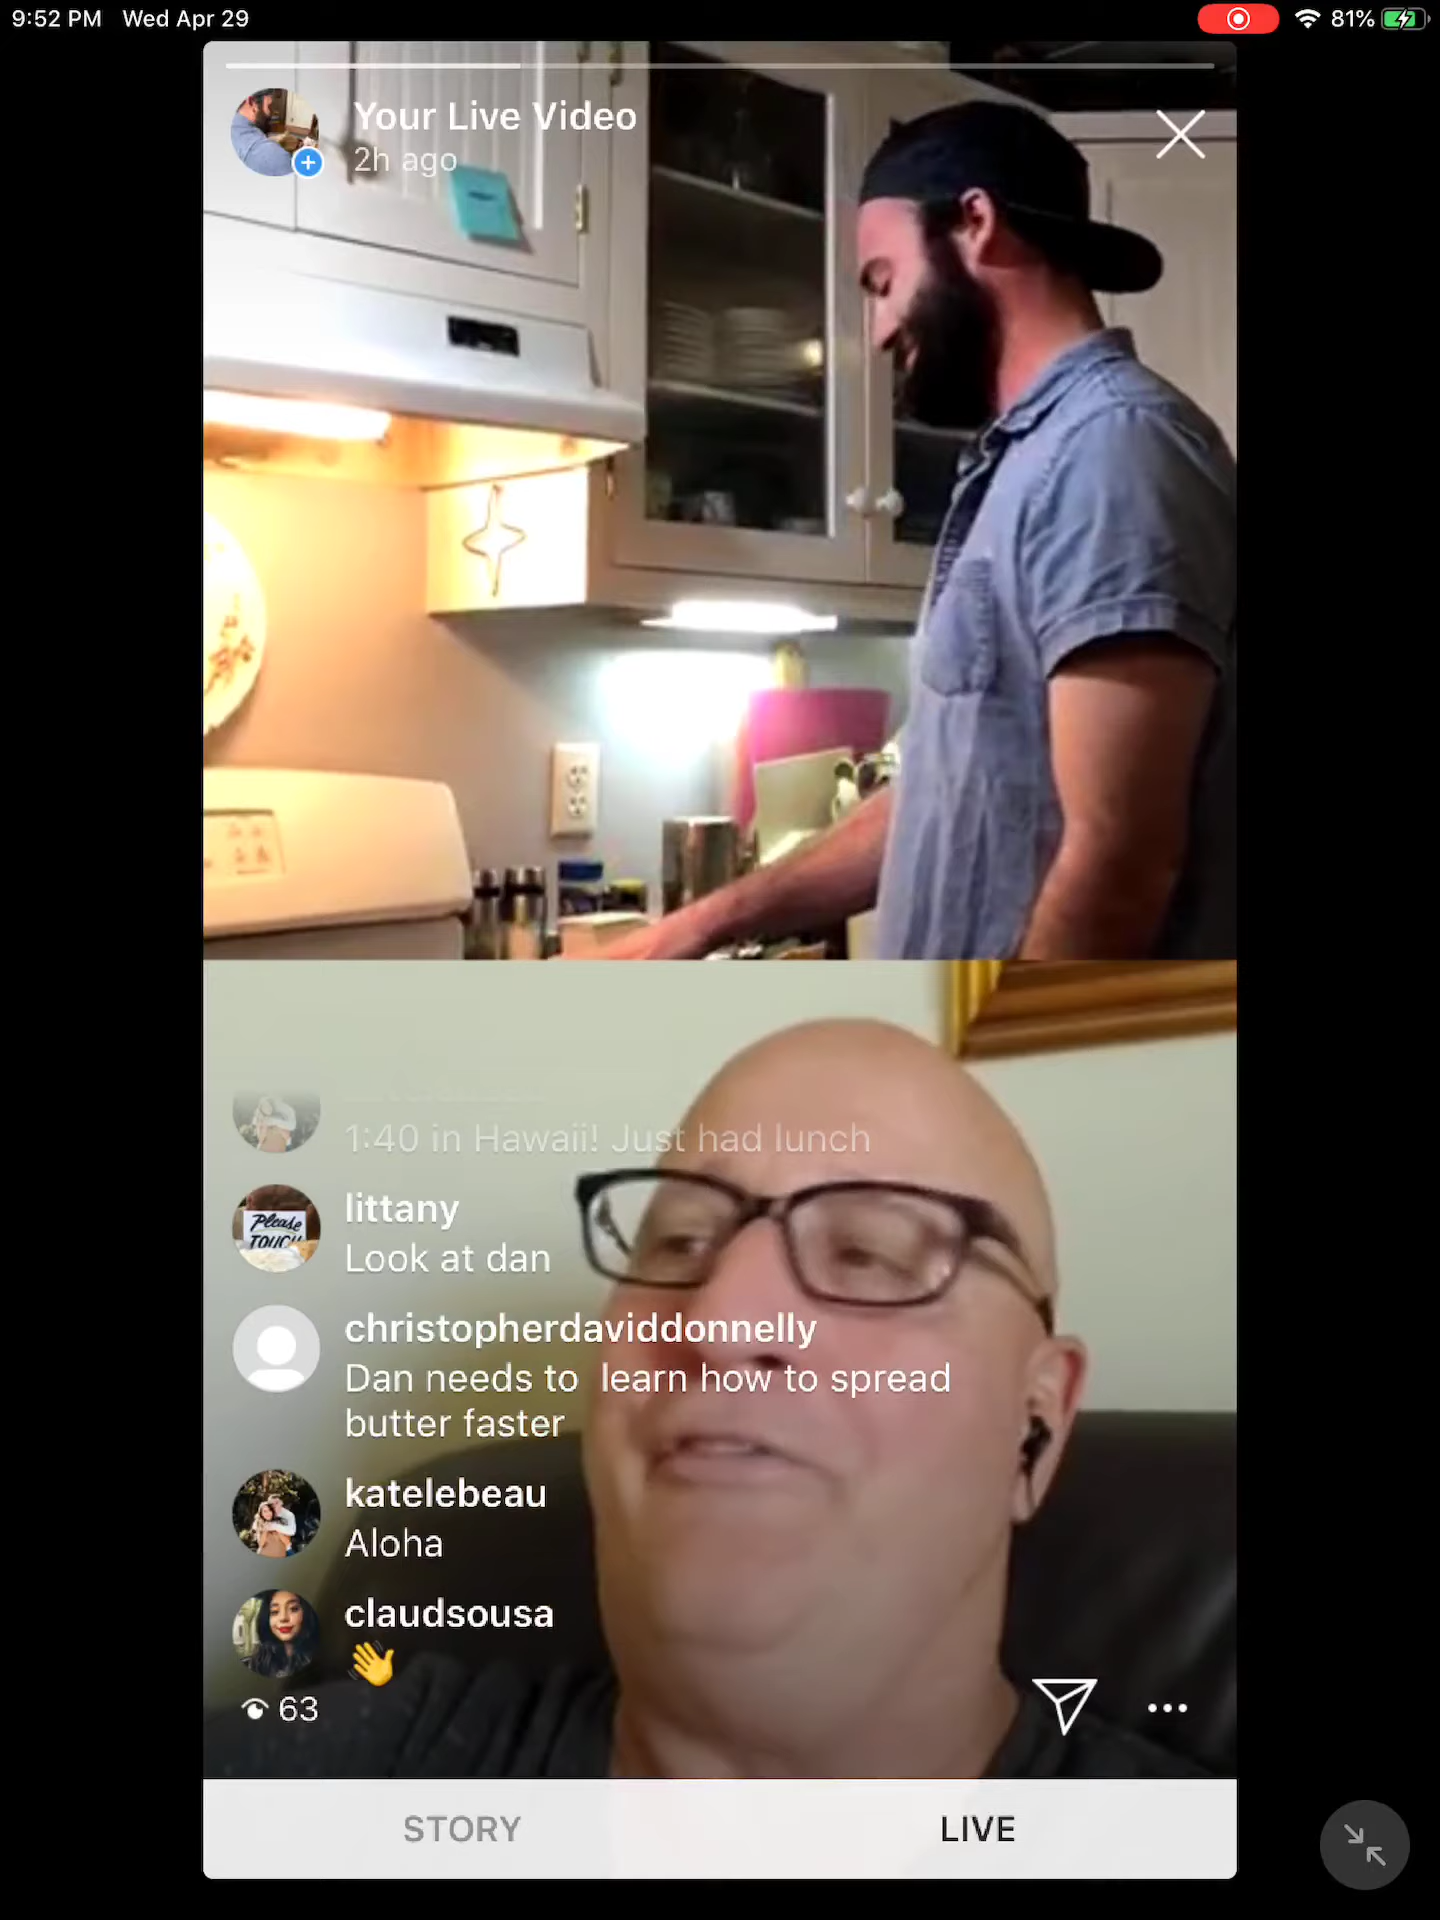 9:52 PM Wed Apr 29
81%
Your Live Video
2h ago
1:40 in Hawaii! Just had lunch
Please
TOUCH
littany
Look at dan
christopherdaviddonnelly
Dan needs to learn how to spread
butter faster
katelebeau
Aloha
claudsousa
👋
63
STORY LIVE